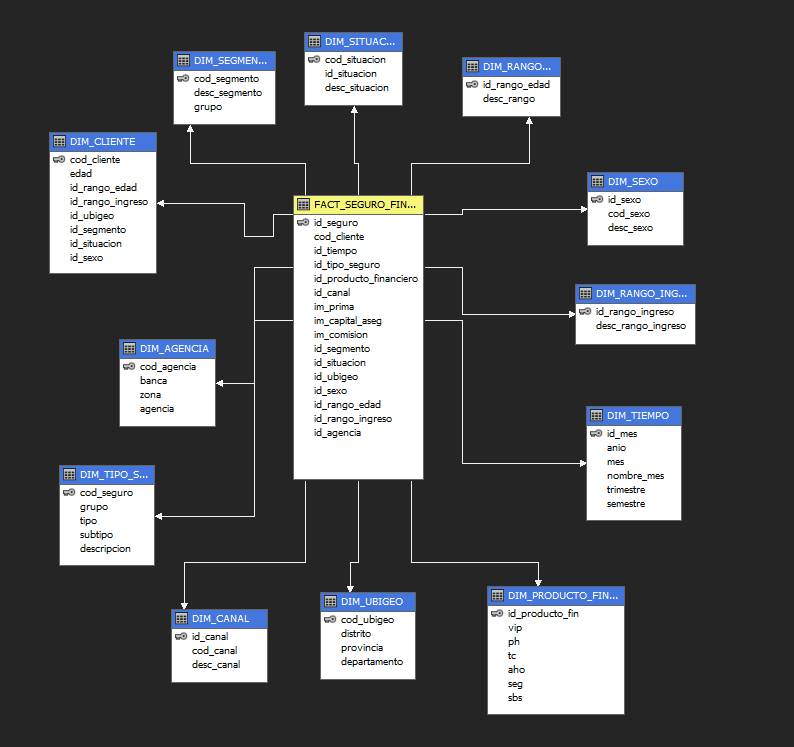 DIM_SITUAC...
cod_situacion
id_situacion
desc_situacion
DIM_SEGMEN...
cod_segmento
desc_segmento
grupo
DIM_RANGO...
id_rango_edad
desc_rango
DIM_CLIENTE
cod_cliente
edad
id_rango_edad
id_rango_ingreso
id_ubigeo
id_segmento
id_situacion
id_sexo
DIM_SEXO
id_sexo
cod_sexo
desc_sexo
FACT_SEGURO_FIN...
id_seguro
cod_cliente
id_tiempo
id_tipo_seguro
id_producto_financiero
id_canal
im_prima
im_capital_aseg
im_comision
id_segmento
id_situacion
id_ubigeo
id_sexo
id_rango_edad
id_rango_ingreso
id_agencia
DIM_RANGO_ING...
id_rango_ingreso
desc_rango_ingreso
DIM_AGENCIA
cod_agencia
banca
zona
agencia
DIM_TIEMPO
id_mes
anio
mes
nombre_mes
trimestre
semestre
DIM_TIPO_S...
cod_seguro
grupo
tipo
subtipo
descripcion
DIM_CANAL
id_canal
cod_canal
desc_canal
DIM_UBIGEO
cod_ubigeo
distrito
provincia
departamento
DIM_PRODUCTO_FIN...
id_producto_fin
vip
ph
tc
aho
seg
sbs